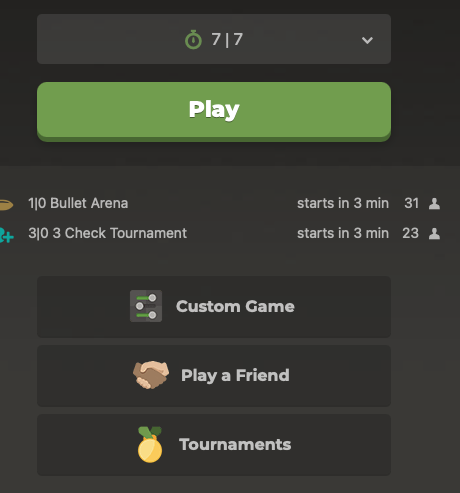 7 | 7
Play
1|0 Bullet Arena starts in 3 min 31
3|0 3 Check Tournament starts in 3 min 23
Custom Game
Play a Friend
Tournaments